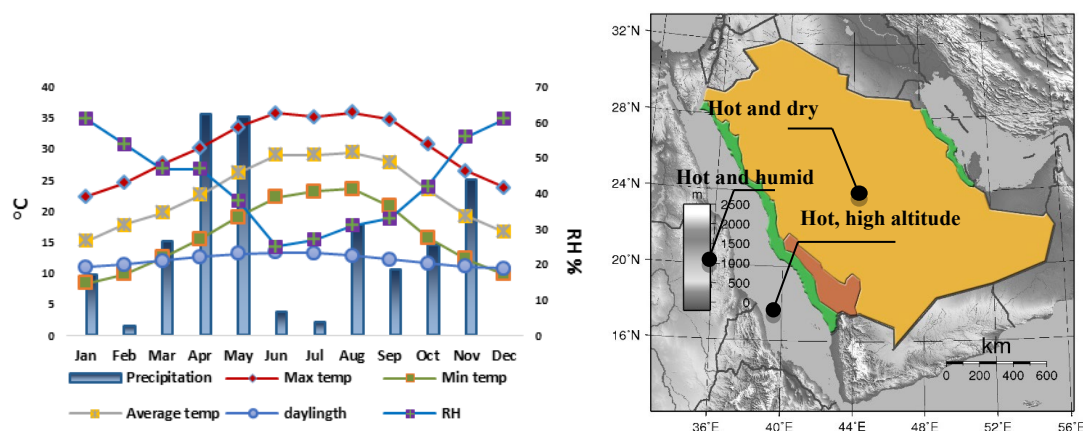 40
35
30
25
20
15
10
5
0
°C
70
60
50
40
30
20
10
0
RH%
Jan Feb Mar Apr May Jun Jul Aug Sep Oct Nov Dec
Precipitation Max temp Min temp
Average temp daylingth RH
32°N
28°N
24°N
20°N
16°N
Hot and dry
Hot and humid
Hot, high altitude
m
2500
2000
1500
1000
500
0
km
0 200 400 600
36°E 40°E 44°E 48°E 52°E 56°E